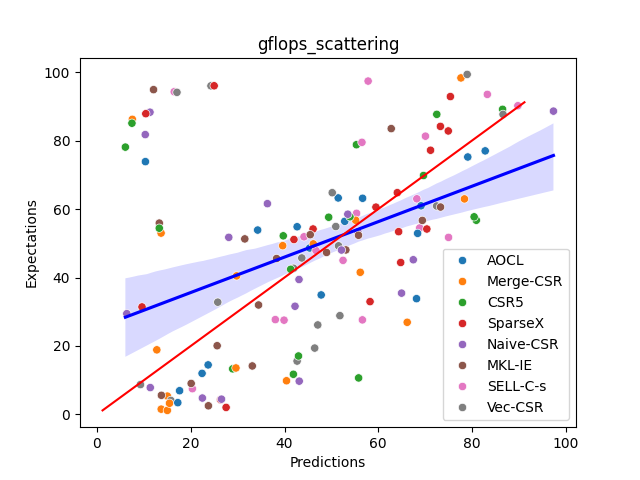 gflops_scattering
Expectations
100
80
60
40
20
0
0 20 40 60 80 100
Predictions
AOCL
Merge-CSR
CSR5
SparseX
Naive-CSR
MKL-IE
SELL-C-s
Vec-CSR